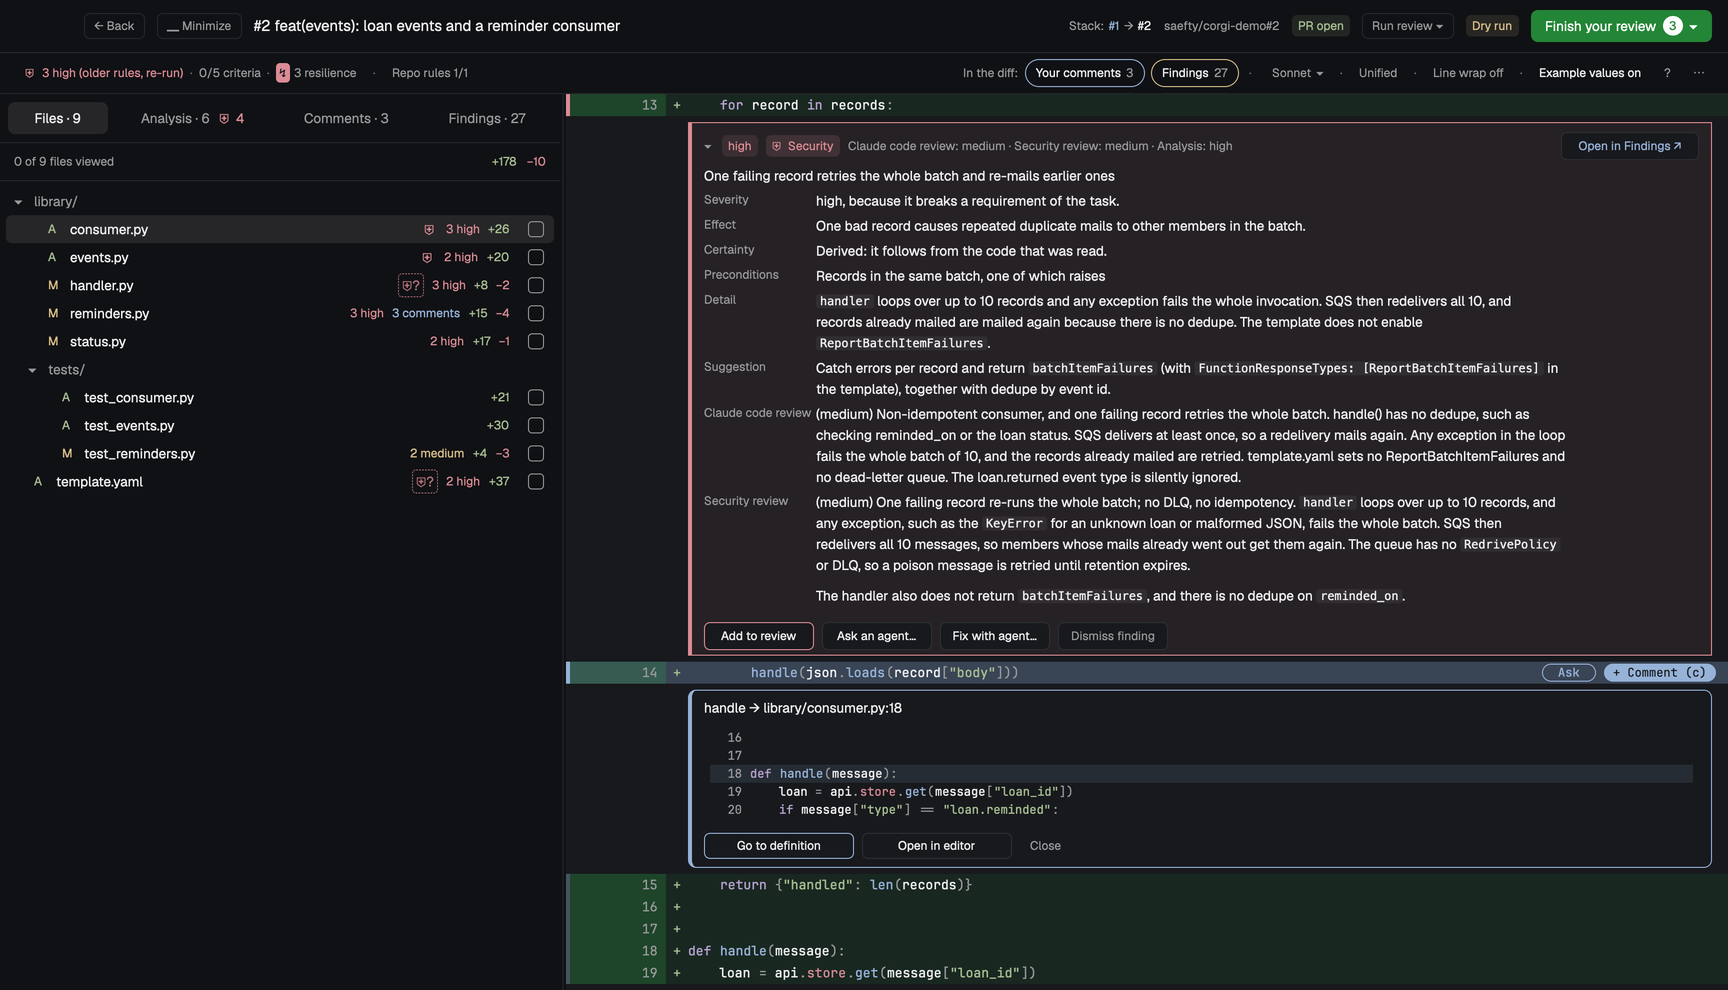 ← Back
Minimize
#2 feat(events): loan events and a reminder consumer
Stack: #1 → #2
saefty/corgi-demo#2
PR open
Run review
Dry run
Finish your review 3
3 high (older rules, re-run) · 0/5 criteria · 3 resilience · Repo rules 1/1
In the diff:
Your comments 3
Findings 27
· Sonnet · Unified · Line wrap off · Example values on ? ···
Files · 9
Analysis · 6 4
Comments · 3
Findings · 27
0 of 9 files viewed
+178 −10
library/
A consumer.py 3 high +26
A events.py 2 high +20
M handler.py ? 3 high +8 −2
M reminders.py 3 high 3 comments +15 −4
M status.py 2 high +17 −1
tests/
A test_consumer.py +21
A test_events.py +30
M test_reminders.py 2 medium +4 −3
A template.yaml ? 2 high +37
13 + for record in records:
high
Security
Claude code review: medium · Security review: medium · Analysis: high
Open in Findings ↗
One failing record retries the whole batch and re-mails earlier ones
Severity high, because it breaks a requirement of the task.
Effect One bad record causes repeated duplicate mails to other members in the batch.
Certainty Derived: it follows from the code that was read.
Preconditions Records in the same batch, one of which raises
Detail handler loops over up to 10 records and any exception fails the whole invocation. SQS then redelivers all 10, and
records already mailed are mailed again because there is no dedupe. The template does not enable
ReportBatchItemFailures.
Suggestion Catch errors per record and return batchItemFailures (with FunctionResponseTypes: [ReportBatchItemFailures] in
the template), together with dedupe by event id.
Claude code review (medium) Non-idempotent consumer, and one failing record retries the whole batch. handle() has no dedupe, such as
checking reminded_on or the loan status. SQS delivers at least once, so a redelivery mails again. Any exception in the loop
fails the whole batch of 10, and the records already mailed are retried. template.yaml sets no ReportBatchItemFailures and
no dead-letter queue. The loan.returned event type is silently ignored.
Security review (medium) One failing record re-runs the whole batch; no DLQ, no idempotency. handler loops over up to 10 records, and
any exception, such as the KeyError for an unknown loan or malformed JSON, fails the whole batch. SQS then
redelivers all 10 messages, so members whose mails already went out get them again. The queue has no RedrivePolicy
or DLQ, so a poison message is retried until retention expires.
The handler also does not return batchItemFailures, and there is no dedupe on reminded_on.
Add to review
Ask an agent…
Fix with agent…
Dismiss finding
14 + handle(json.loads(record["body"]))
Ask
+ Comment (c)
handle → library/consumer.py:18
16
17
18 def handle(message):
19 loan = api.store.get(message["loan_id"])
20 if message["type"] == "loan.reminded":
Go to definition
Open in editor
Close
15 + return {"handled": len(records)}
16 +
17 +
18 + def handle(message):
19 + loan = api.store.get(message["loan_id"])